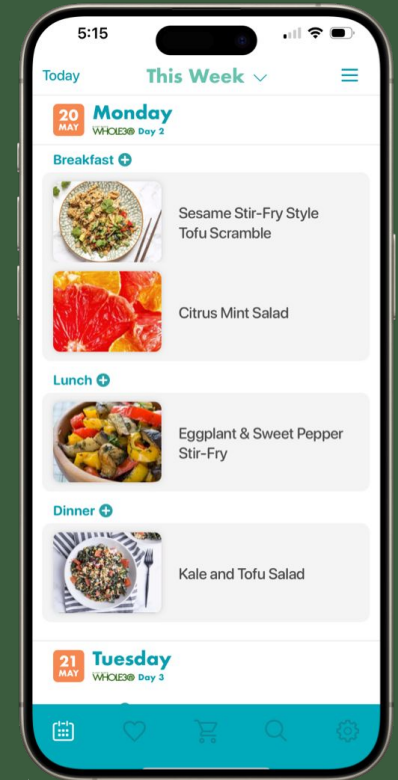 5:15
Today
This Week
20
MAY
Monday
WHOLE30® Day 2
Breakfast
Sesame Stir-Fry Style
Tofu Scramble
Citrus Mint Salad
Lunch
Eggplant & Sweet Pepper
Stir-Fry
Dinner
Kale and Tofu Salad
21
MAY
Tuesday
WHOLE30® Day 3